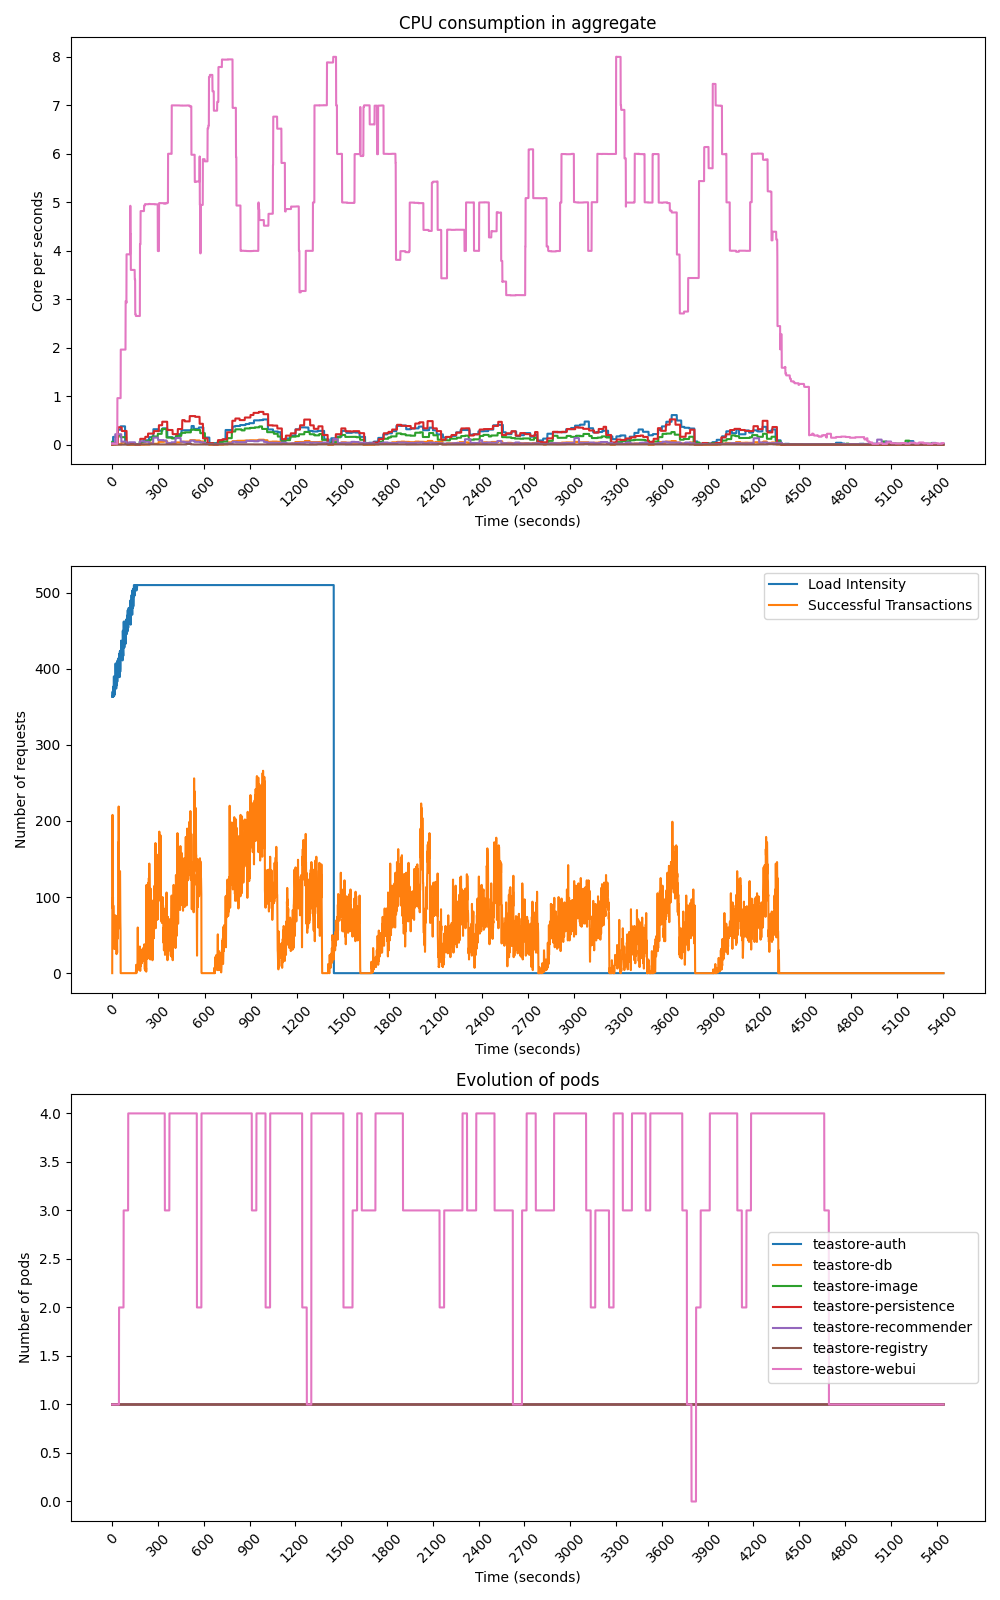 CPU consumption in aggregate
8
7
6
5
4
3
2
1
0
Core per seconds
0 300 600 900 1200 1500 1800 2100 2400 2700 3000 3300 3600 3900 4200 4500 4800 5100 5400
Time (seconds)
500
400
300
200
100
0
Number of requests
Load Intensity
Successful Transactions
0 300 600 900 1200 1500 1800 2100 2400 2700 3000 3300 3600 3900 4200 4500 4800 5100 5400
Time (seconds)
Evolution of pods
4.0
3.5
3.0
2.5
2.0
1.5
1.0
0.5
0.0
Number of pods
teastore-auth
teastore-db
teastore-image
teastore-persistence
teastore-recommender
teastore-registry
teastore-webui
0 300 600 900 1200 1500 1800 2100 2400 2700 3000 3300 3600 3900 4200 4500 4800 5100 5400
Time (seconds)